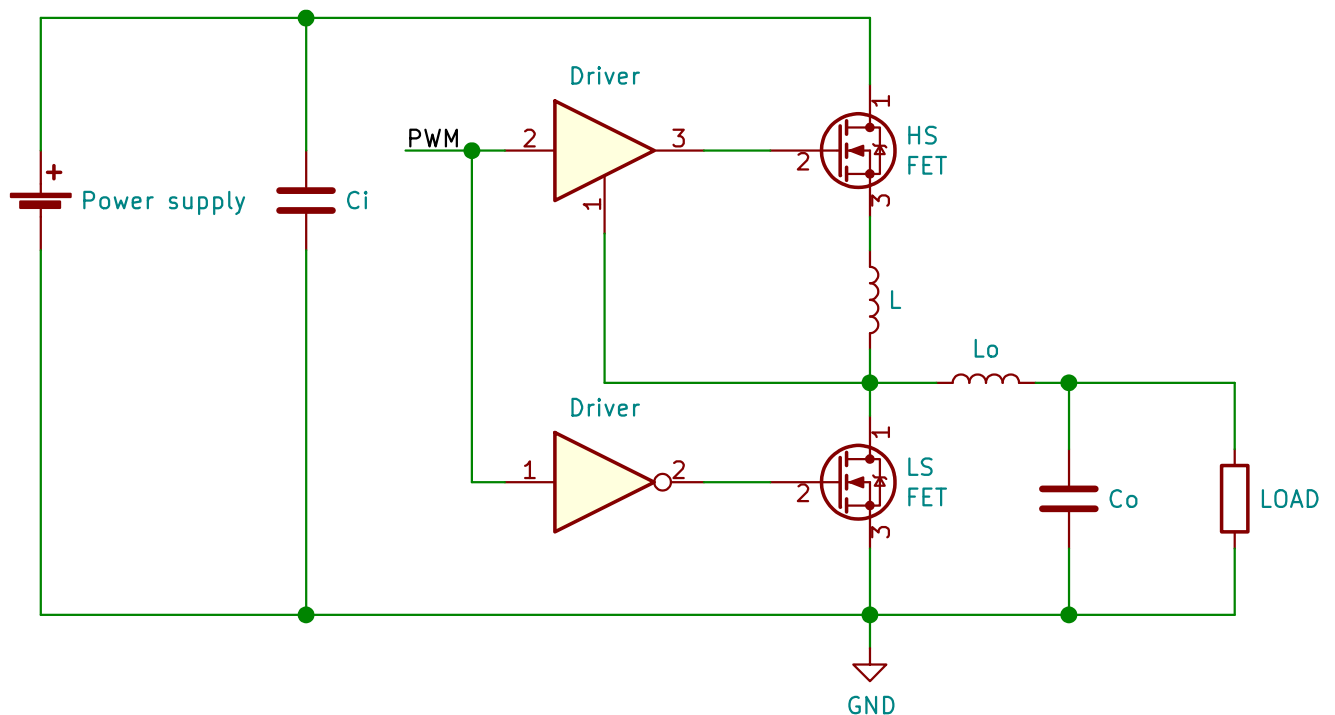 Driver
PWM
2
3
1
1
HS
FET
2
3
+
Power supply
Ci
L
Lo
Driver
1
2
1
LS
FET
2
3
Co
LOAD
GND